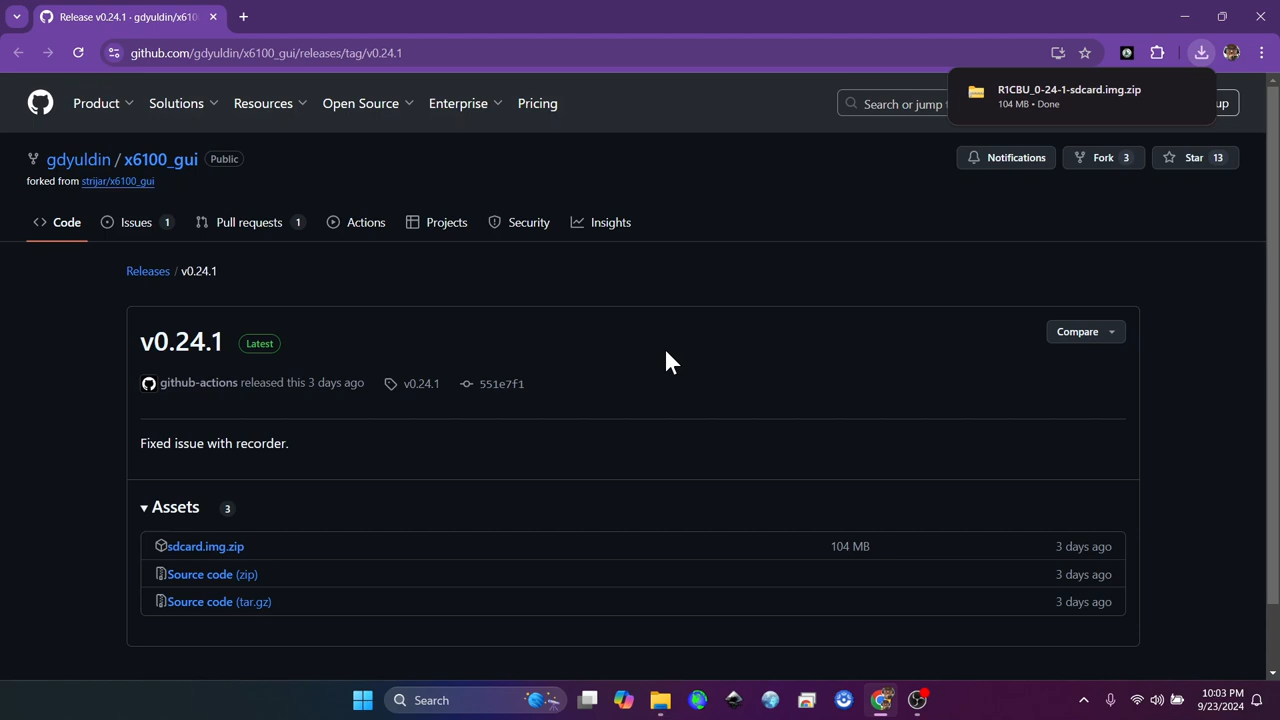 Release v0.24.1 · gdyuldin/x610
github.com/gdyuldin/x6100_gui/releases/tag/v0.24.1
R1CBU_0-24-1-sdcard.img.zip
104 MB • Done
Product
Solutions
Resources
Open Source
Enterprise
Pricing
Search or jump
up
gdyuldin / x6100_gui Public
Notifications
Fork 3
Star 13
forked from strijar/x6100_gui
Code
Issues 1
Pull requests 1
Actions
Projects
Security
Insights
Releases / v0.24.1
v0.24.1 Latest
Compare
github-actions released this 3 days ago v0.24.1 551e7f1
Fixed issue with recorder.
Assets 3
sdcard.img.zip 104 MB 3 days ago
Source code (zip) 3 days ago
Source code (tar.gz) 3 days ago
Search
10:03 PM
9/23/2024